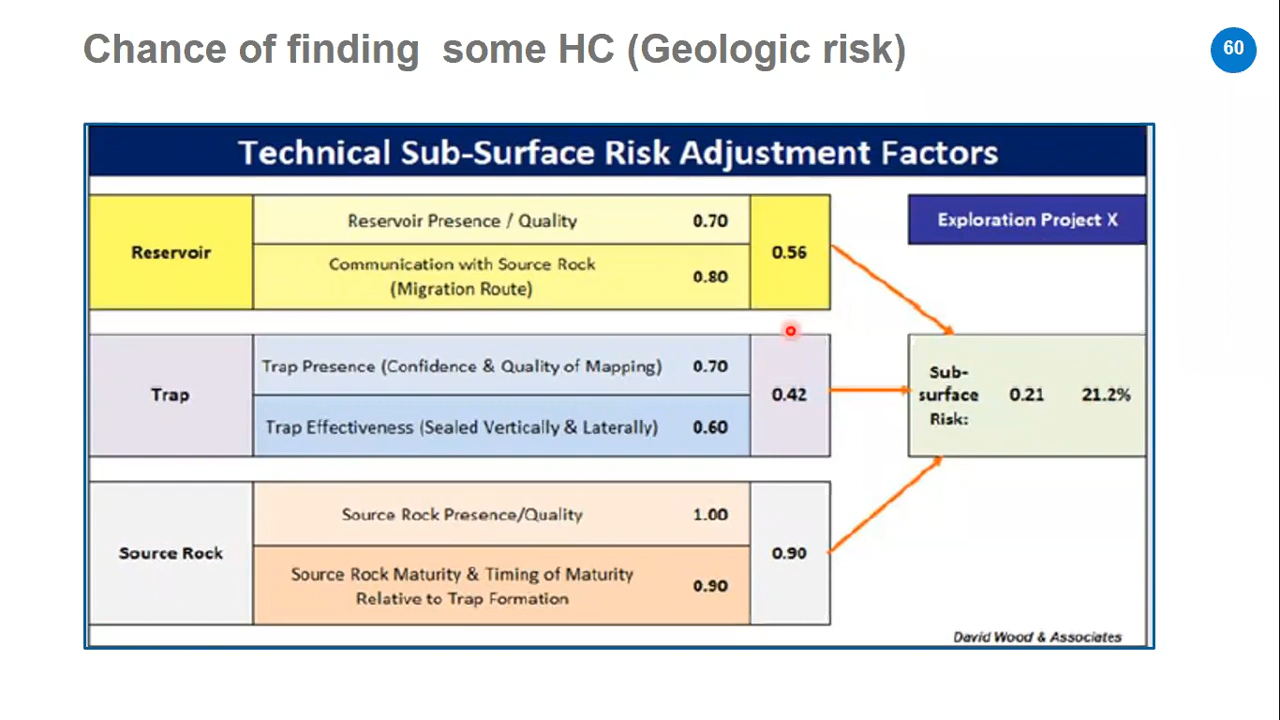 Chance of finding some HC (Geologic risk)
60
Technical Sub-Surface Risk Adjustment Factors
Reservoir
Reservoir Presence / Quality 0.70
Communication with Source Rock
(Migration Route)
0.80
0.56
Exploration Project X
Trap
Trap Presence (Confidence & Quality of Mapping) 0.70
Trap Effectiveness (Sealed Vertically & Laterally) 0.60
0.42
Sub-
surface
Risk:
0.21 21.2%
Source Rock
Source Rock Presence/Quality 1.00
Source Rock Maturity & Timing of Maturity
Relative to Trap Formation
0.90
0.90
David Wood & Associates